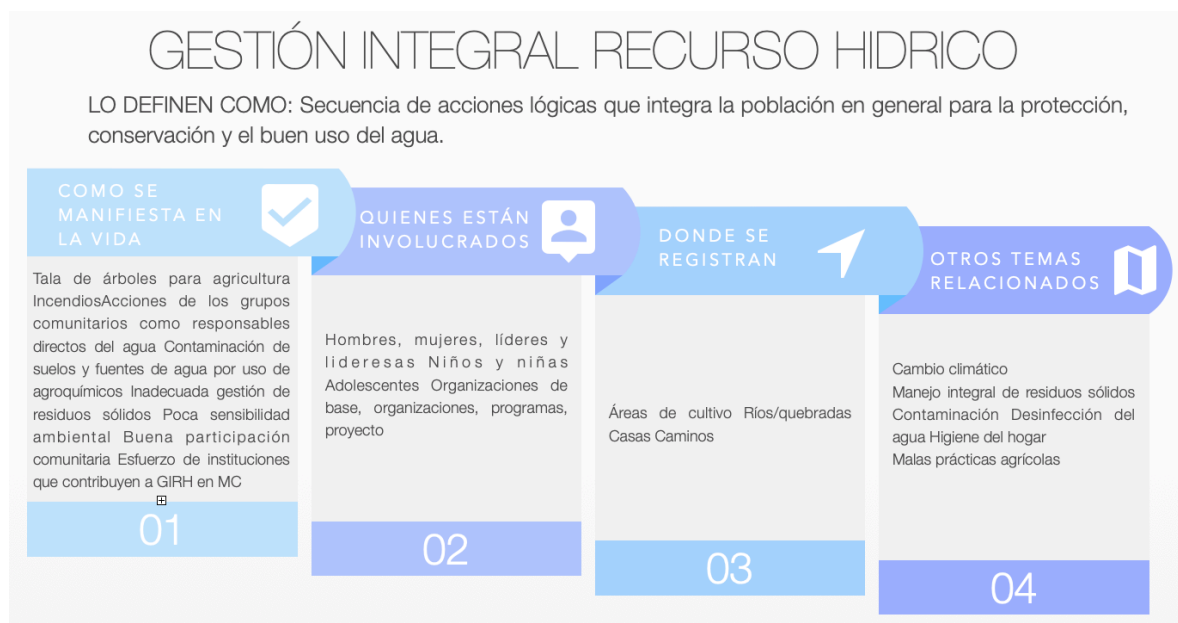 GESTIÓN INTEGRAL RECURSO HIDRICO
LO DEFINEN COMO: Secuencia de acciones lógicas que integra la población en general para la protección,
conservación y el buen uso del agua.
COMO SE
MANIFIESTA EN
LA VIDA
Tala de árboles para agricultura
IncendiosAcciones de los grupos
comunitarios como responsables
directos del agua Contaminación de
suelos y fuentes de agua por uso de
agroquímicos Inadecuada gestión de
residuos sólidos Poca sensibilidad
ambiental Buena participación
comunitaria Esfuerzo de instituciones
que contribuyen a GIRH en MC
01
QUIENES ESTÁN
INVOLUCRADOS
Hombres, mujeres, líderes y
lideresas Niños y niñas
Adolescentes Organizaciones de
base, organizaciones, programas,
proyecto
02
DONDE SE
REGISTRAN
Áreas de cultivo Ríos/quebradas
Casas Caminos
03
OTROS TEMAS
RELACIONADOS
Cambio climático
Manejo integral de residuos sólidos
Contaminación Desinfección del
agua Higiene del hogar
Malas prácticas agrícolas
04